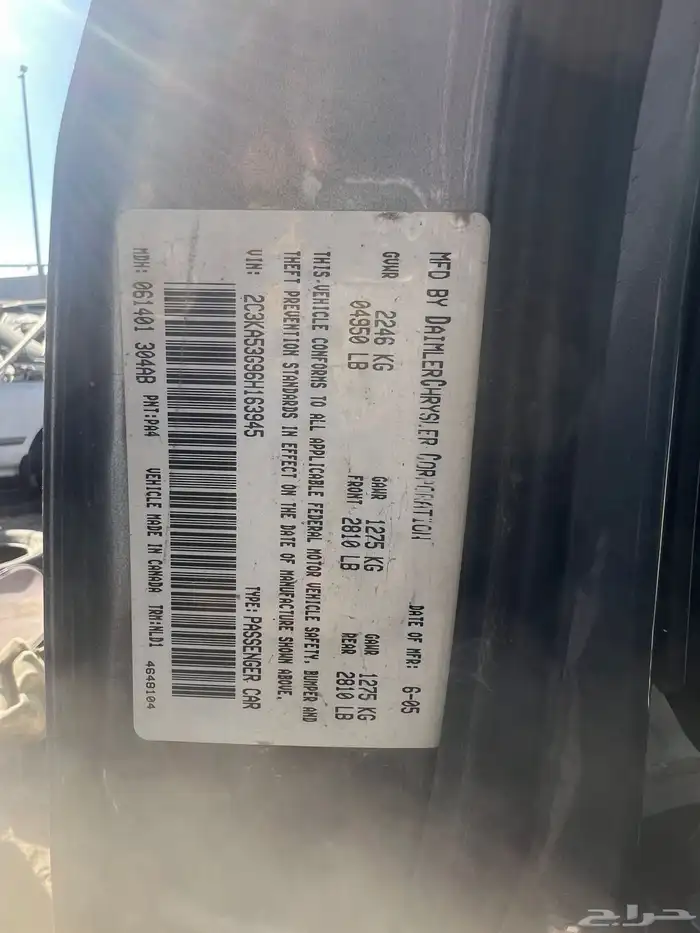 MFD BY DAIMLERCHRYSLER CORPORATION DATE OF MFR: 6-05
GVWR 2246 KG 04950 LB GAWR FRONT 1275 KG 2810 LB GAWR REAR 1275 KG 2810 LB
THIS VEHICLE CONFORMS TO ALL APPLICABLE FEDERAL MOTOR VEHICLE SAFETY, BUMPER AND
THEFT PREVENTION STANDARDS IN EFFECT ON THE DATE OF MANUFACTURE SHOWN ABOVE.
VIN: 2C3KA53G96H163945 TYPE: PASSENGER CAR
MDH: 061401 304AB PNT:PA4 VEHICLE MADE IN CANADA TRM:NLD1 4648104
حراج